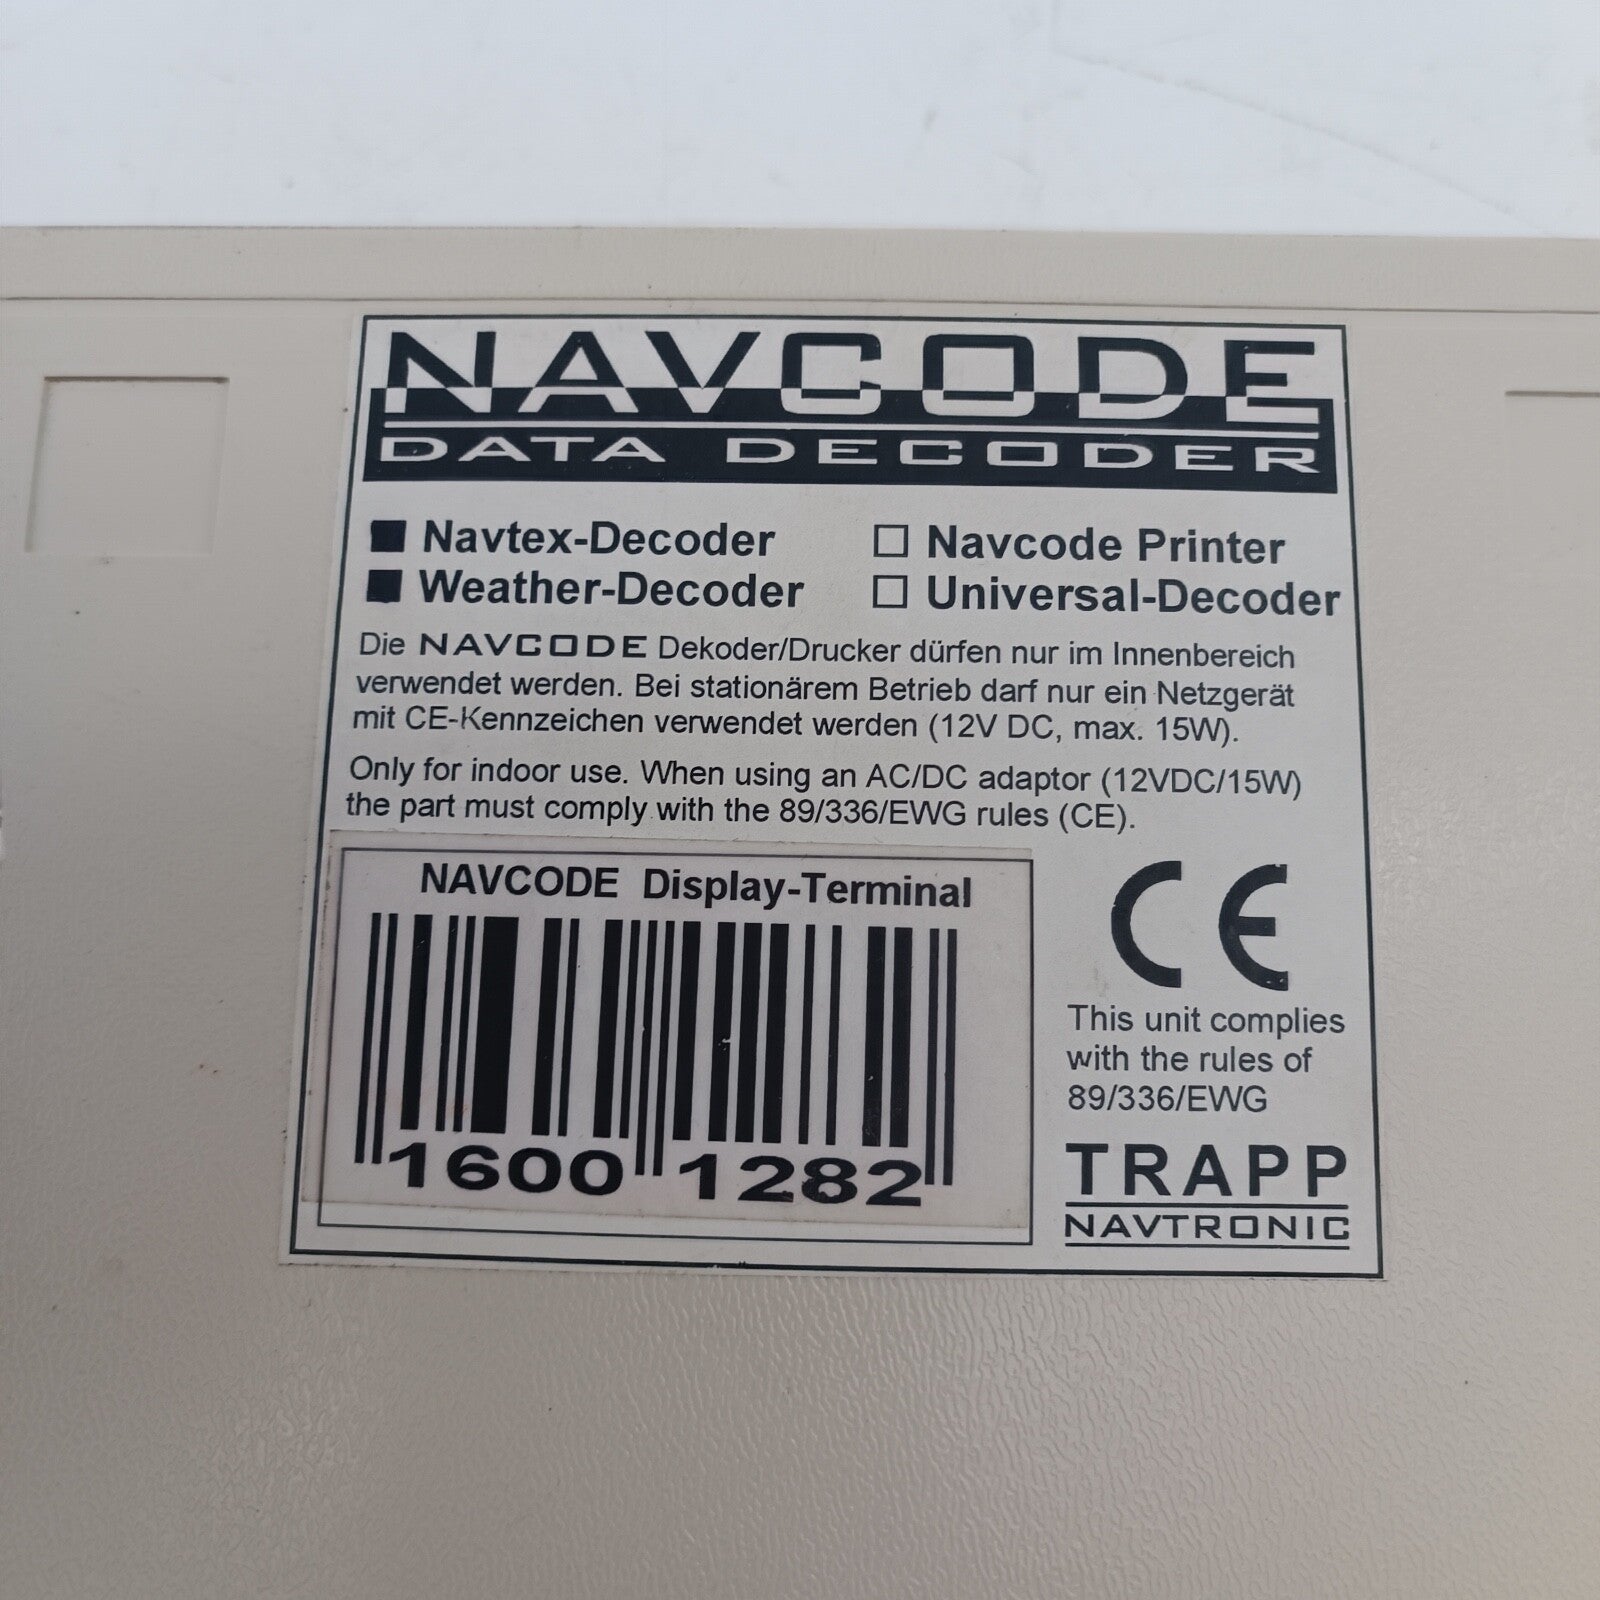 NAVCODE
DATA DECODER
■ Navtex-Decoder □ Navcode Printer
■ Weather-Decoder □ Universal-Decoder
Die NAVCODE Dekoder/Drucker dürfen nur im Innenbereich
verwendet werden. Bei stationärem Betrieb darf nur ein Netzgerät
mit CE-Kennzeichen verwendet werden (12V DC, max. 15W).
Only for indoor use. When using an AC/DC adaptor (12VDC/15W)
the part must comply with the 89/336/EWG rules (CE).
NAVCODE Display-Terminal
1600 1282
CE
This unit complies
with the rules of
89/336/EWG
TRAPP
NAVTRONIC